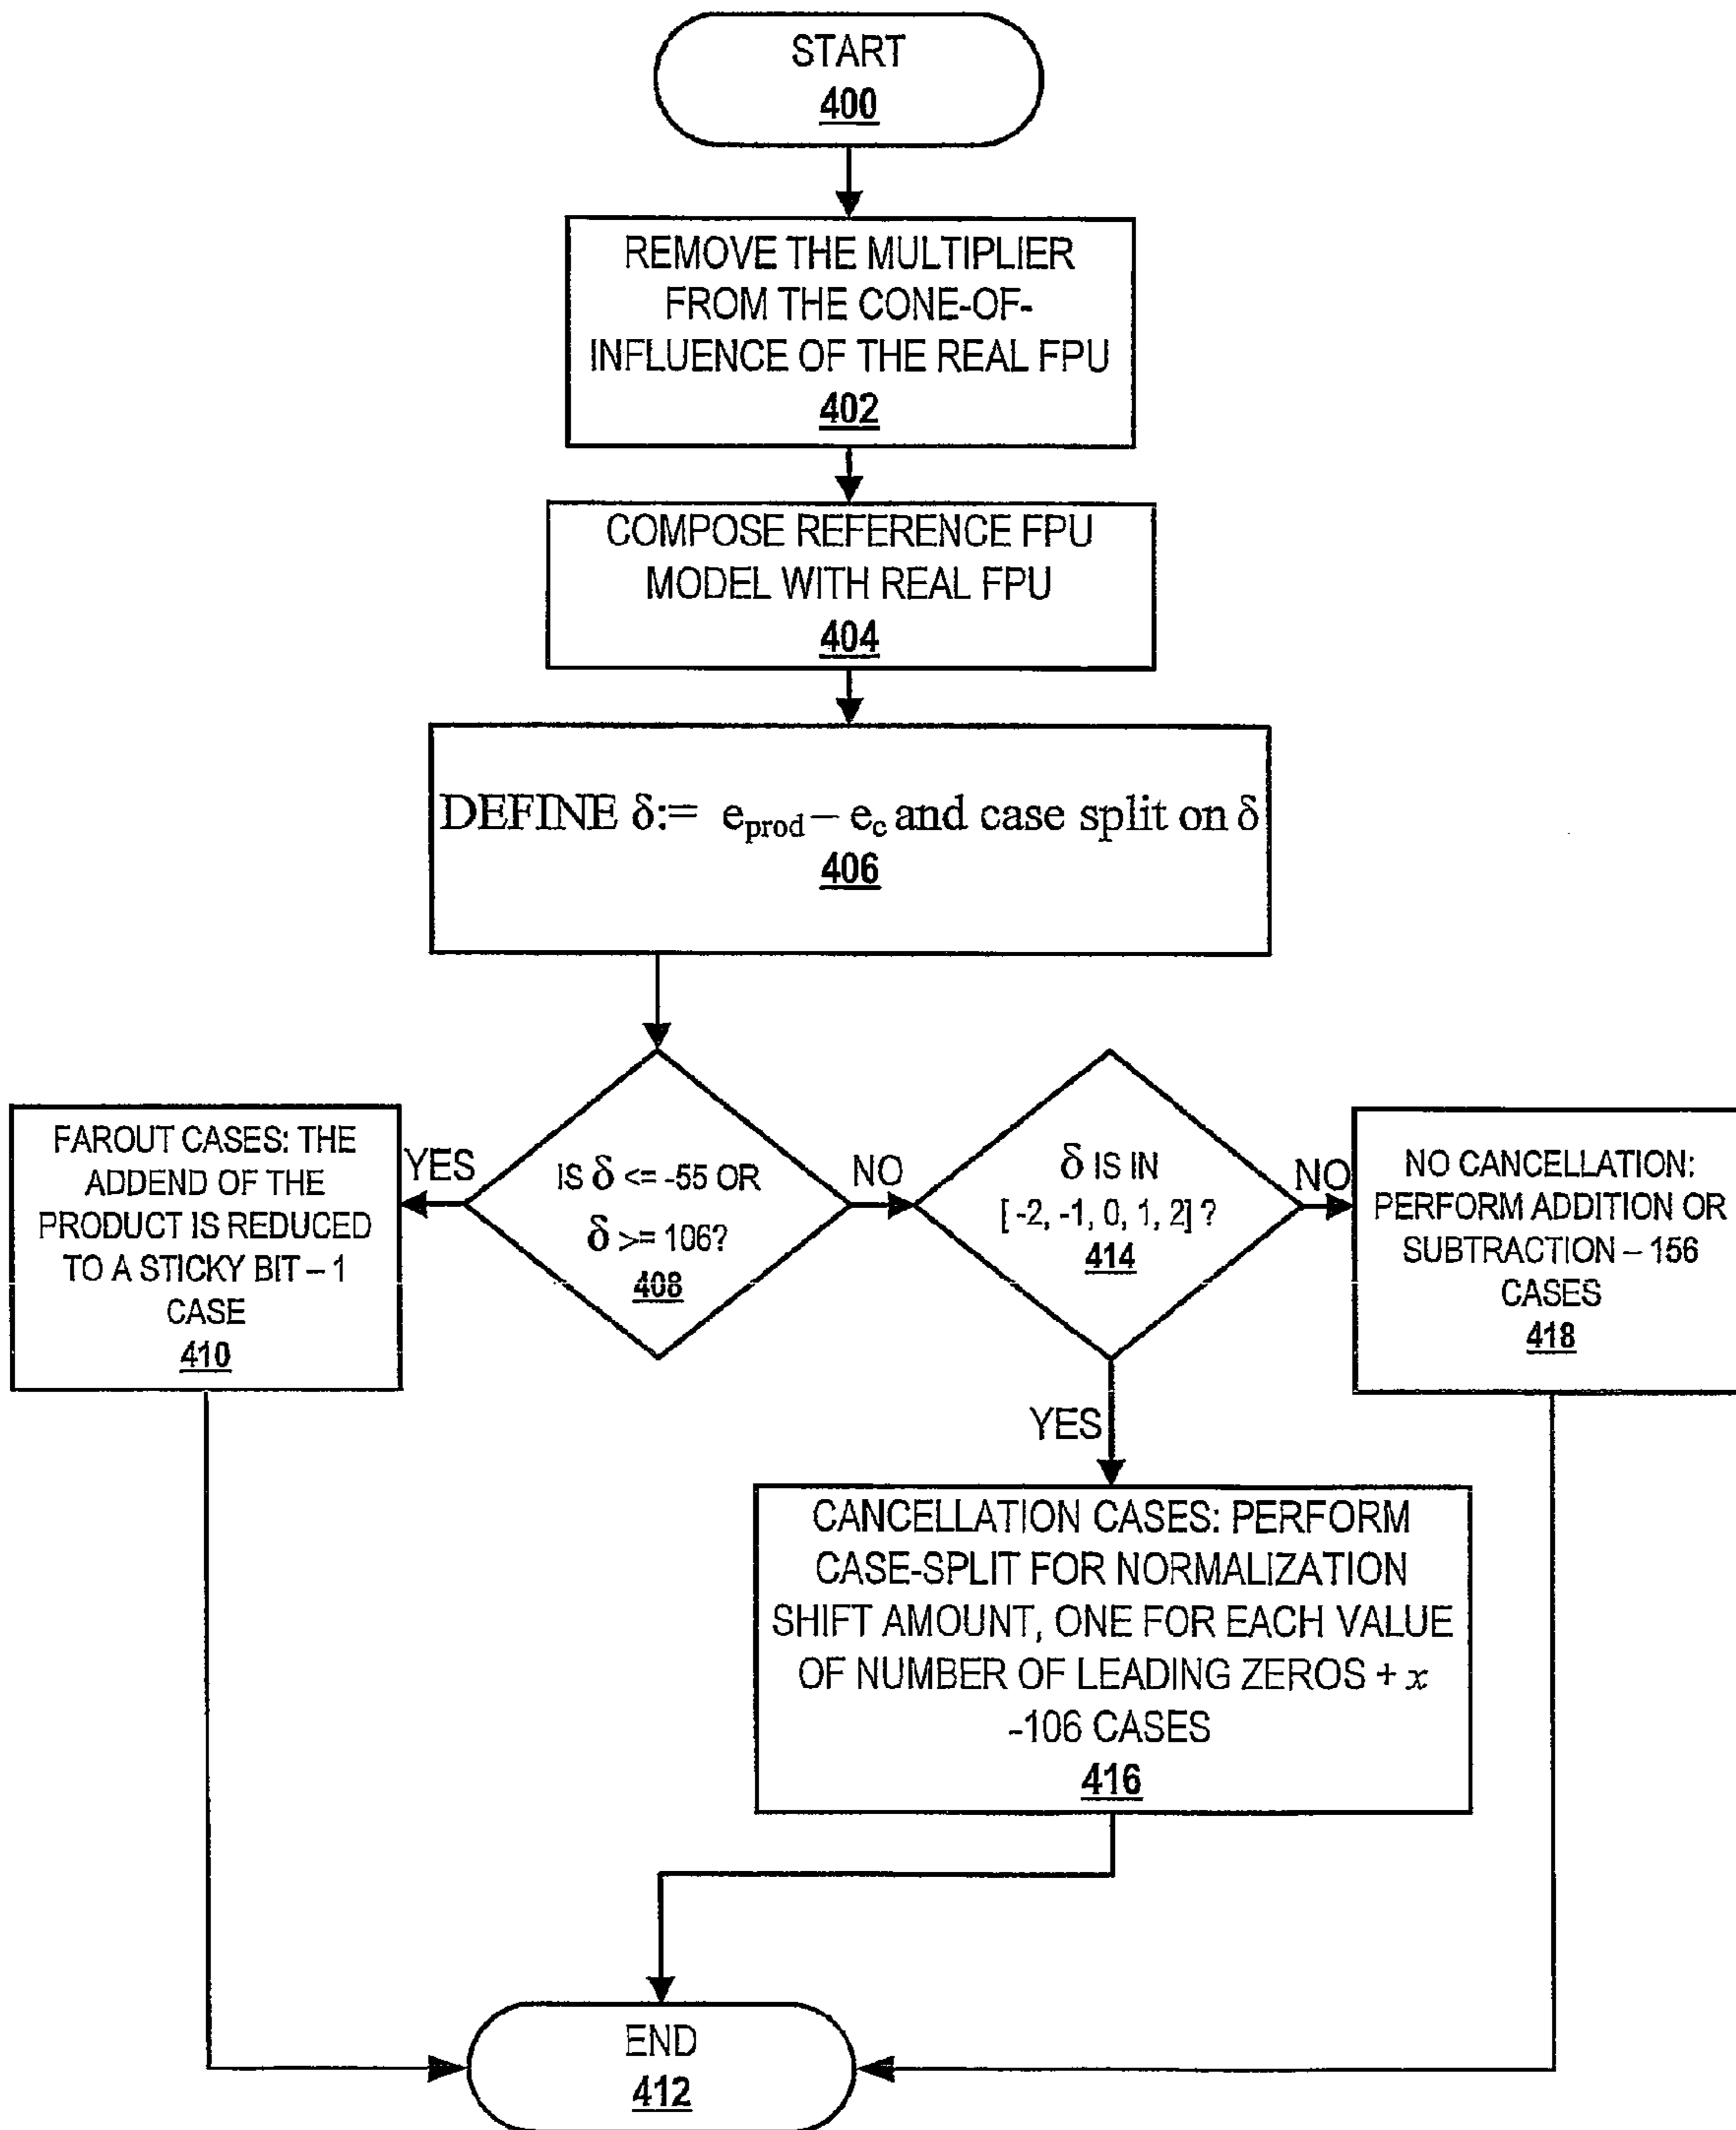 START
400
REMOVE THE MULTIPLIER
FROM THE CONE-OF-
INFLUENCE OF THE REAL FPU
402
COMPOSE REFERENCE FPU
MODEL WITH REAL FPU
404
DEFINE δ:= eprod – ec and case split on δ
406
IS δ <= -55 OR
δ >= 106?
408
YES
NO
FAROUT CASES: THE
ADDEND OF THE
PRODUCT IS REDUCED
TO A STICKY BIT – 1
CASE
410
δ IS IN
[ -2, -1, 0, 1, 2] ?
414
NO
YES
NO CANCELLATION:
PERFORM ADDITION OR
SUBTRACTION – 156
CASES
418
CANCELLATION CASES: PERFORM
CASE-SPLIT FOR NORMALIZATION
SHIFT AMOUNT, ONE FOR EACH VALUE
OF NUMBER OF LEADING ZEROS + x
-106 CASES
416
END
412